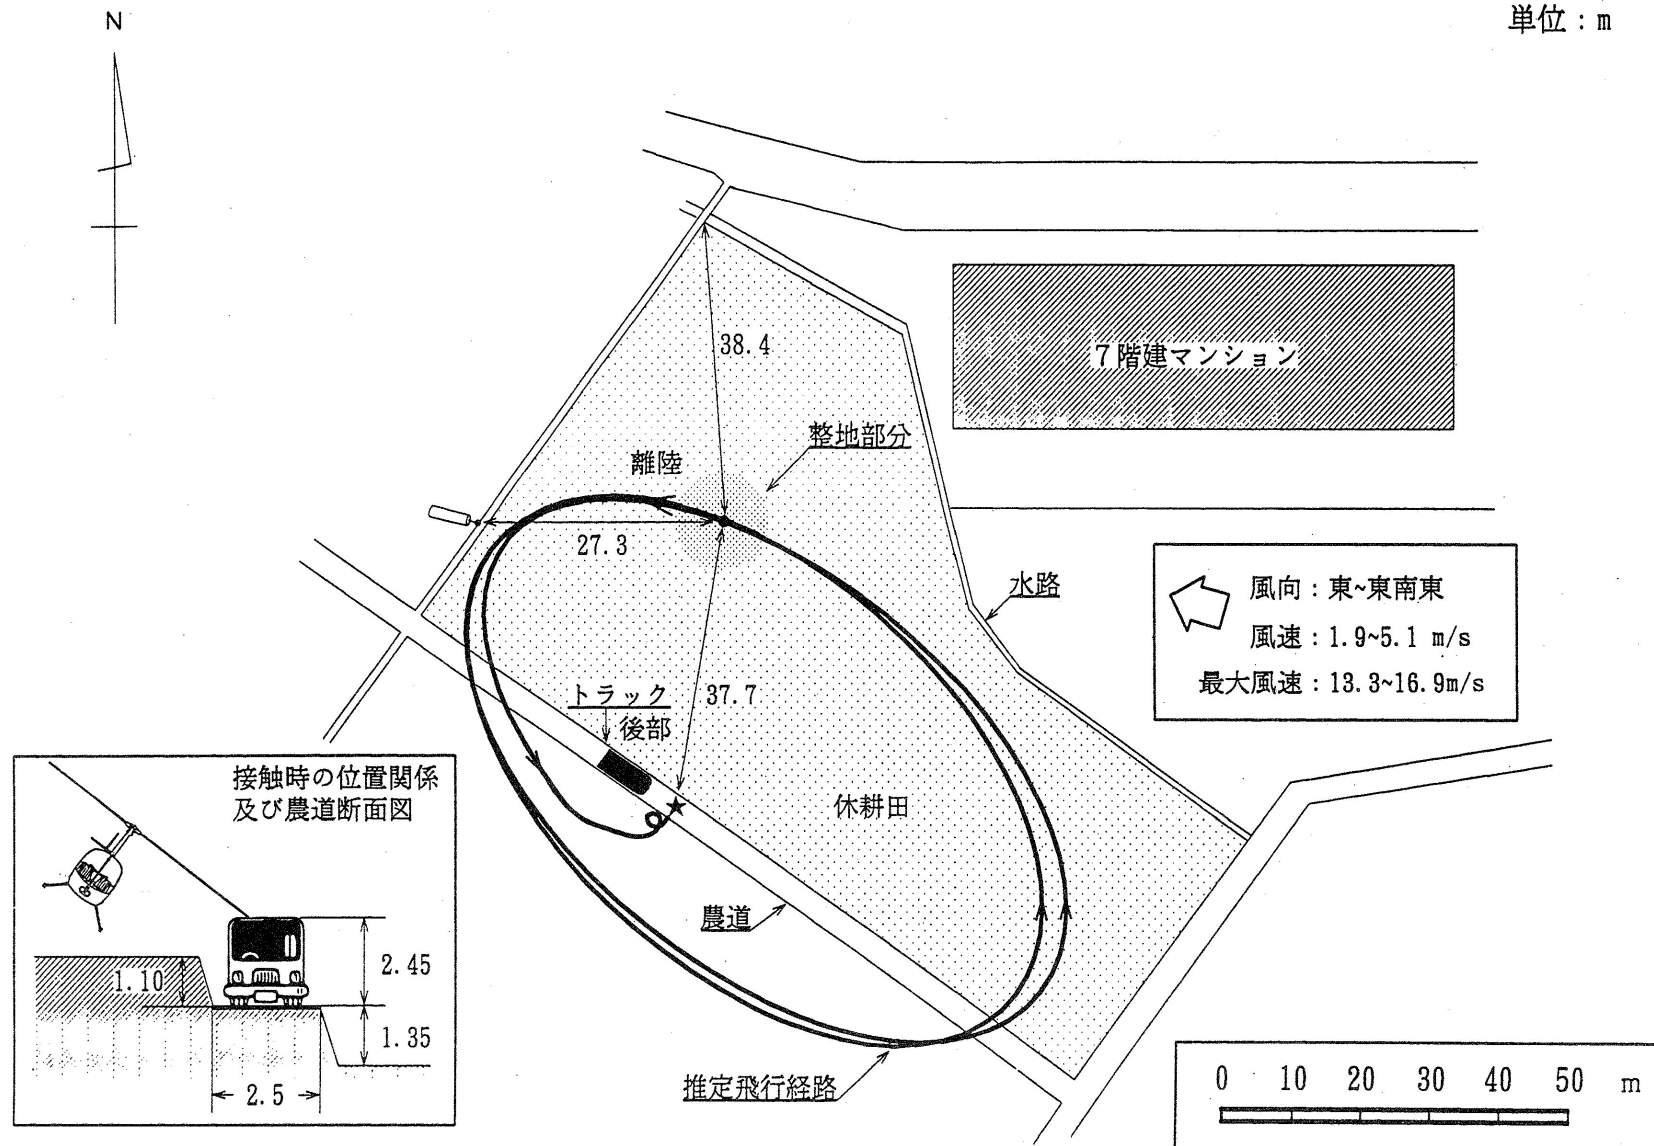 N
単位：m
38.4
7階建マンション
整地部分
離陸
27.3
水路
風向：東~東南東
風速：1.9~5.1 m/s
最大風速：13.3~16.9m/s
トラック
後部
37.7
接触時の位置関係
及び農道断面図
休耕田
農道
2.45
1.10
1.35
2.5
推定飛行経路
0 10 20 30 40 50 m